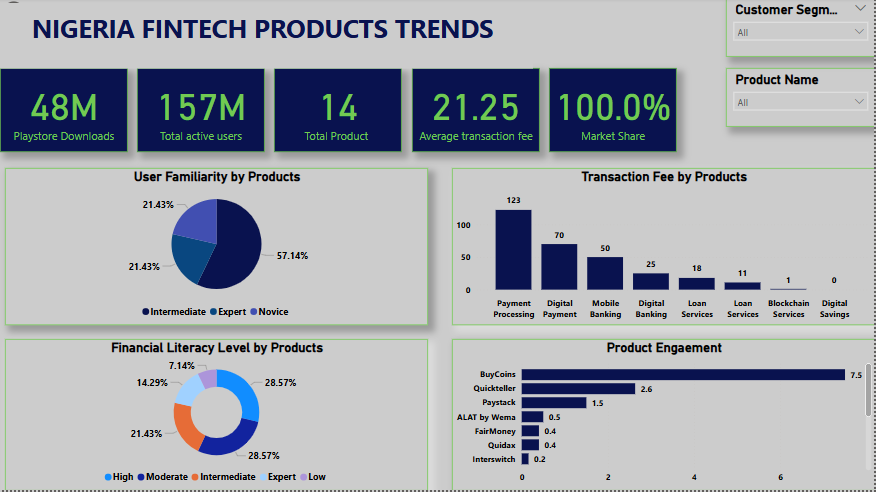 NIGERIA FINTECH PRODUCTS TRENDS
Customer Segm...
All
Product Name
All
48M
Playstore Downloads
157M
Total active users
14
Total Product
21.25
Average transaction fee
100.0%
Market Share
User Familiarity by Products
21.43%
21.43%
57.14%
Intermediate Expert Novice
Transaction Fee by Products
100
50
0
123
70
50
25
18
11
1
0
Payment
Processing
Digital
Payment
Mobile
Banking
Digital
Banking
Loan
Services
Loan
Services
Blockchain
Services
Digital
Savings
Financial Literacy Level by Products
7.14%
14.29%
28.57%
21.43%
28.57%
High Moderate Intermediate Expert Low
Product Engaement
BuyCoins 7.5
Quickteller 2.6
Paystack 1.5
ALAT by Wema 0.5
FairMoney 0.4
Quidax 0.4
Interswitch 0.2
0 2 4 6